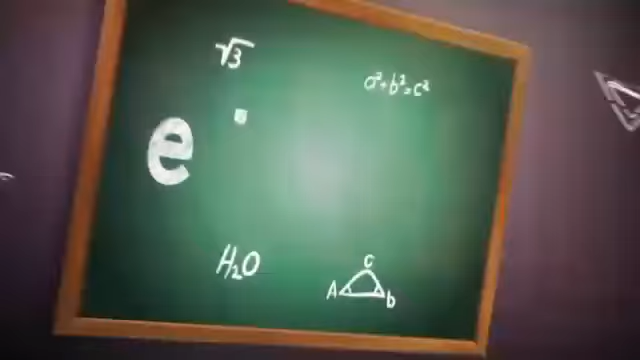 √3
a²+b²=c²
e
H₂O
C
A b